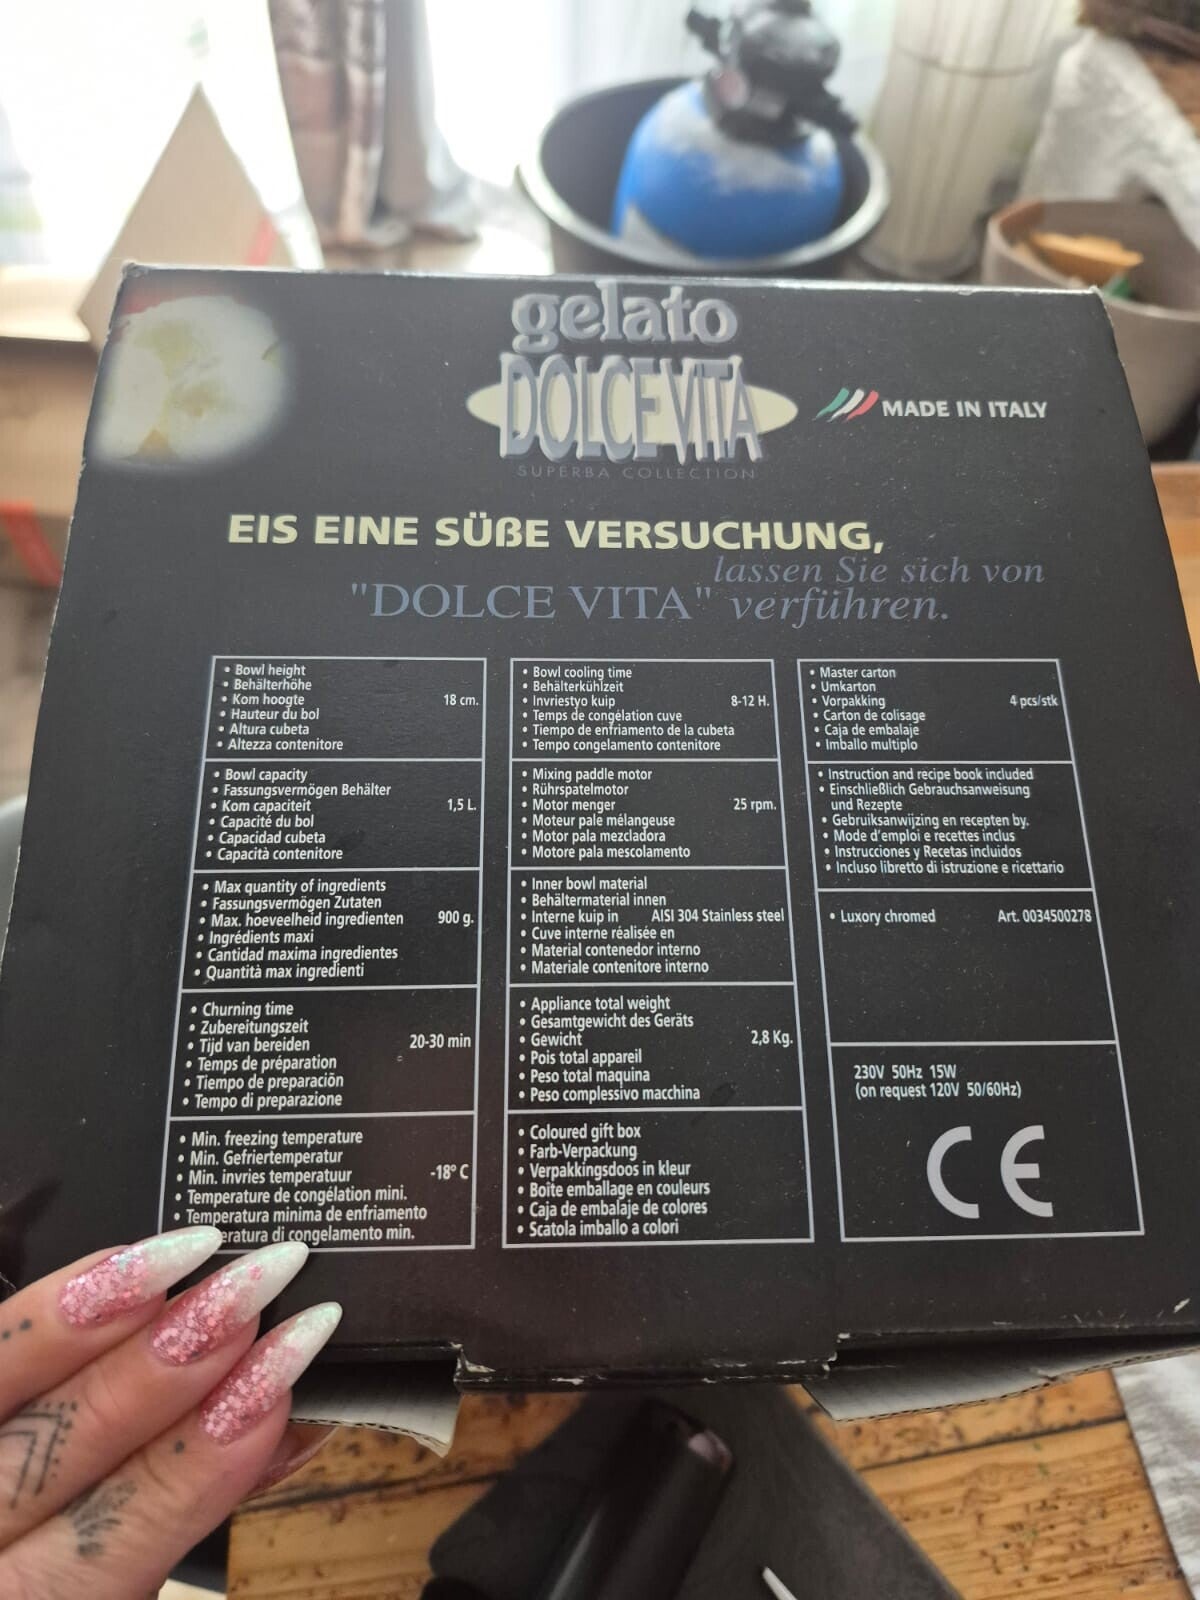 gelato
DOLCE VITA
SUPERBA COLLECTION
MADE IN ITALY
EIS EINE SÜßE VERSUCHUNG,
lassen Sie sich von
"DOLCE VITA" verführen.
• Bowl height
• Behälterhöhe
• Kom hoogte 18 cm.
• Hauteur du bol
• Altura cubeta
• Altezza contenitore
• Bowl capacity
• Fassungsvermögen Behälter
• Kom capaciteit 1,5 L.
• Capacité du bol
• Capacidad cubeta
• Capacità contenitore
• Max quantity of ingredients
• Fassungsvermögen Zutaten
• Max. hoeveelheid ingredienten 900 g.
• Ingrédients maxi
• Cantidad maxima ingredientes
• Quantità max ingredienti
• Churning time
• Zubereitungszeit
• Tijd van bereiden 20-30 min
• Temps de préparation
• Tiempo de preparaciõn
• Tempo di preparazione
• Min. freezing temperature
• Min. Gefriertemperatur
• Min. invries temperatuur -18° C
• Temperature de congélation mini.
• Temperatura minima de enfriamento
eratura di congelamento min.
• Bowl cooling time
• Behälterkühlzeit
• Invriestyo kuip 8-12 H.
• Temps de congélation cuve
• Tiempo de enfriamento de la cubeta
• Tempo congelamento contenitore
• Mixing paddle motor
• Rührspatelmotor
• Motor menger 25 rpm.
• Moteur pale mélangeuse
• Motor pala mezcladora
• Motore pala mescolamento
• Inner bowl material
• Behältermaterial innen
• Interne kuip in AISI 304 Stainless steel
• Cuve interne réalisée en
• Material contenedor interno
• Materiale contenitore interno
• Appliance total weight
• Gesamtgewicht des Geräts
• Gewicht 2,8 Kg.
• Pois total appareil
• Peso total maquina
• Peso complessivo macchina
• Coloured gift box
• Farb-Verpackung
• Verpakkingsdoos in kleur
• Boite emballage en couleurs
• Caja de embalaje de colores
• Scatola imballo a colori
• Master carton
• Umkarton
• Vorpakking 4 pcs/stk
• Carton de colisage
• Caja de embalaje
• Imballo multiplo
• Instruction and recipe book included
• Einschließlich Gebrauchsanweisung
und Rezepte
• Gebruiksanwijzing en recepten by.
• Mode d'emploi e recettes inclus
• Instrucciones y Recetas incluidos
• Incluso libretto di istruzione e ricettario
• Luxory chromed Art. 0034500278
230V 50Hz 15W
(on request 120V 50/60Hz)
CE